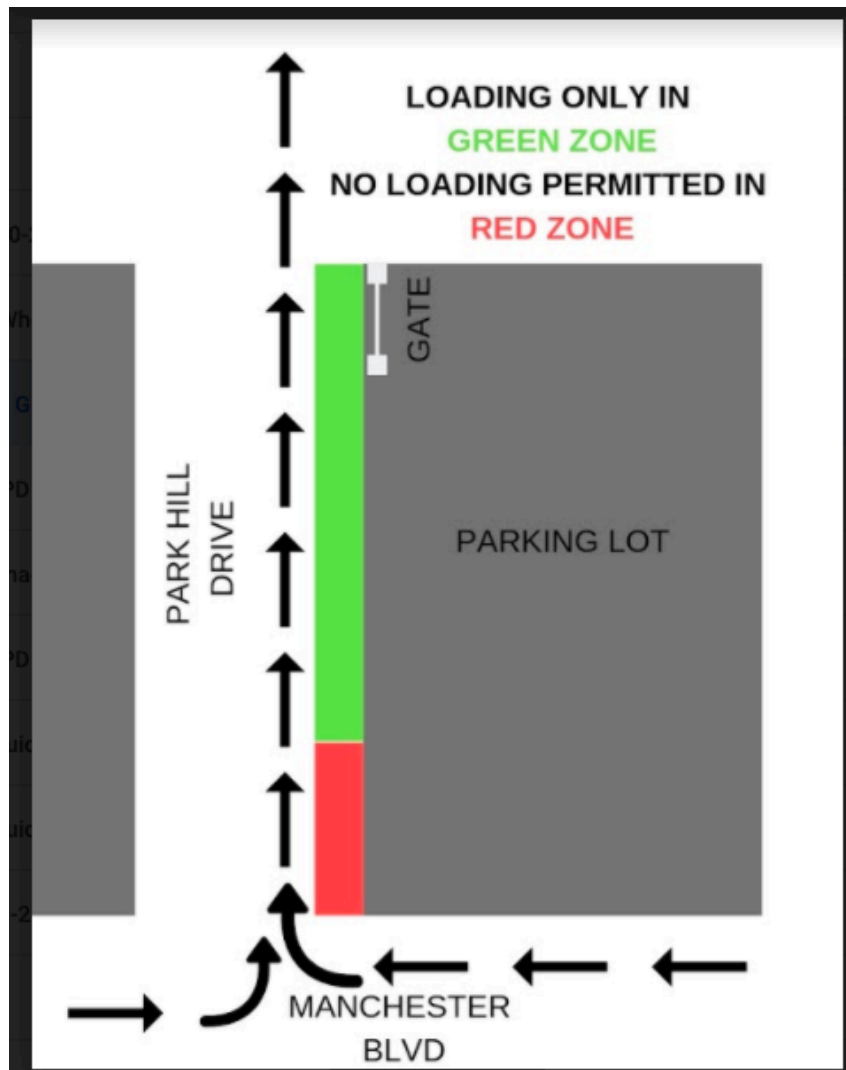 LOADING ONLY IN
GREEN ZONE
NO LOADING PERMITTED IN
RED ZONE
GATE
PARK HILL
DRIVE
PARKING LOT
MANCHESTER
BLVD